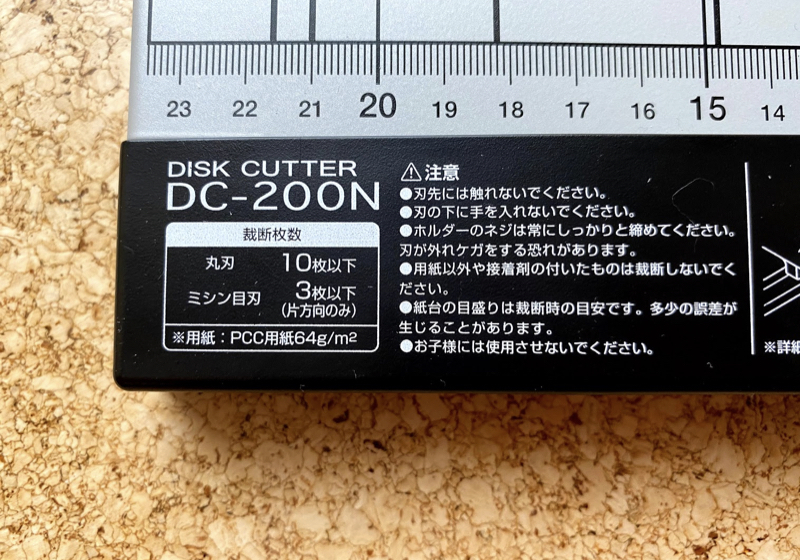 23 22 21 20 19 18 17 16 15 14
DISK CUTTER
DC-200N
裁断枚数
丸刃 10枚以下
ミシン目刃 3枚以下
(片方向のみ)
※用紙：PCC用紙64g/m2
⚠注意
●刃先には触れないでください。
●刃の下に手を入れないでください。
●ホルダーのネジは常にしっかりと締めてください。
刃が外れケガをする恐れがあります。
●用紙以外や接着剤の付いたものは裁断しないでく
ださい。
●紙台の目盛りは裁断時の目安です。多少の誤差が
生じることがあります。
●お子様には使用させないでください。
※詳細